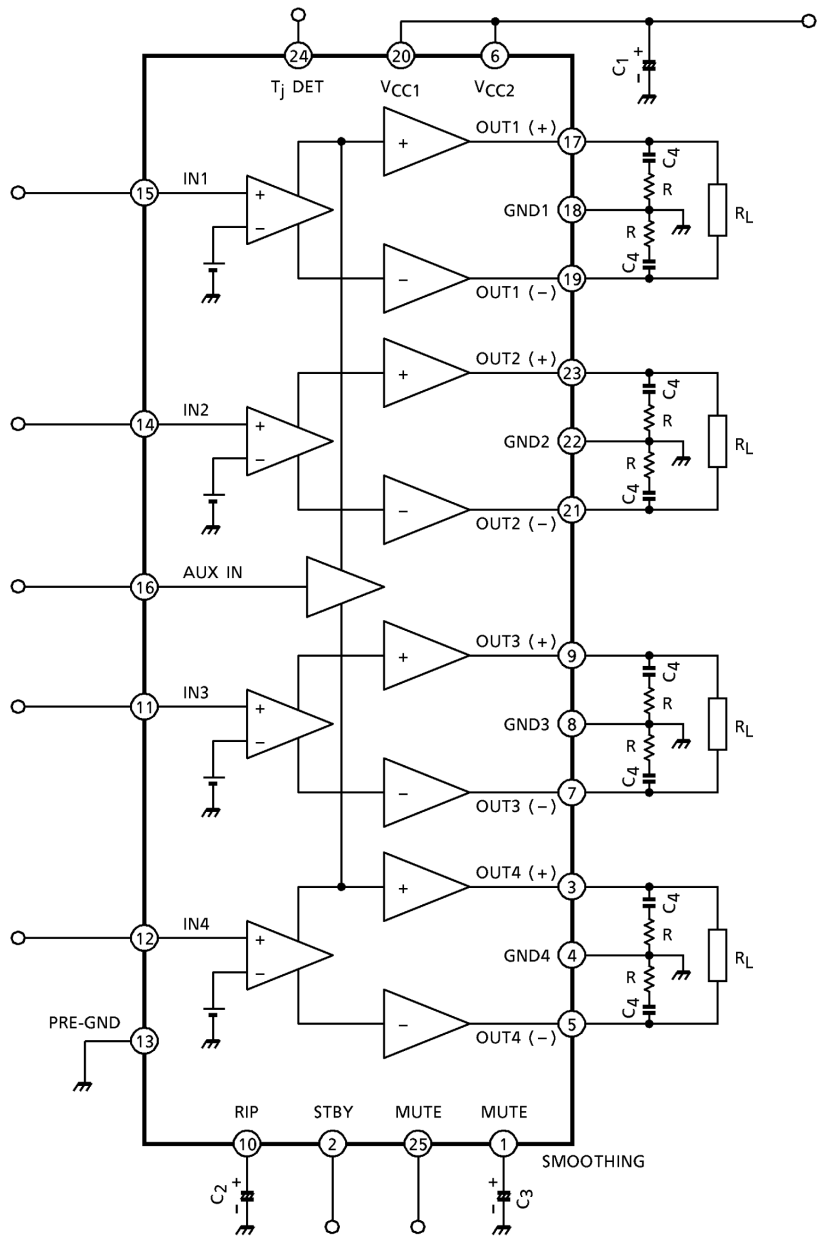 24 20 6
Tj DET VCC1 VCC2 C1 + -
OUT1 (+) 17
+ C4
15 IN1 + R
GND1 18 RL
- R
- C4
OUT1 (-) 19
OUT2 (+) 23
+ C4
14 IN2 + R
GND2 22 RL
- R
- C4
OUT2 (-) 21
16 AUX IN
OUT3 (+) 9
+ C4
11 IN3 + R
GND3 8 RL
- R
- C4
OUT3 (-) 7
OUT4 (+) 3
+ C4
12 IN4 + R
GND4 4 RL
- R
- C4
PRE-GND OUT4 (-) 5
13
RIP STBY MUTE MUTE
10 2 25 1
SMOOTHING
C2 + - + - C3